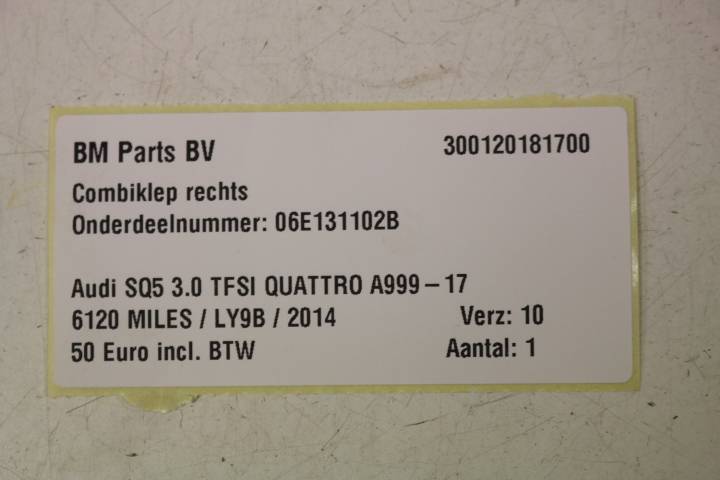 BM Parts BV 300120181700
Combiklep rechts
Onderdeelnummer: 06E131102B
Audi SQ5 3.0 TFSI QUATTRO A999 – 17
6120 MILES / LY9B / 2014 Verz: 10
50 Euro incl. BTW Aantal: 1